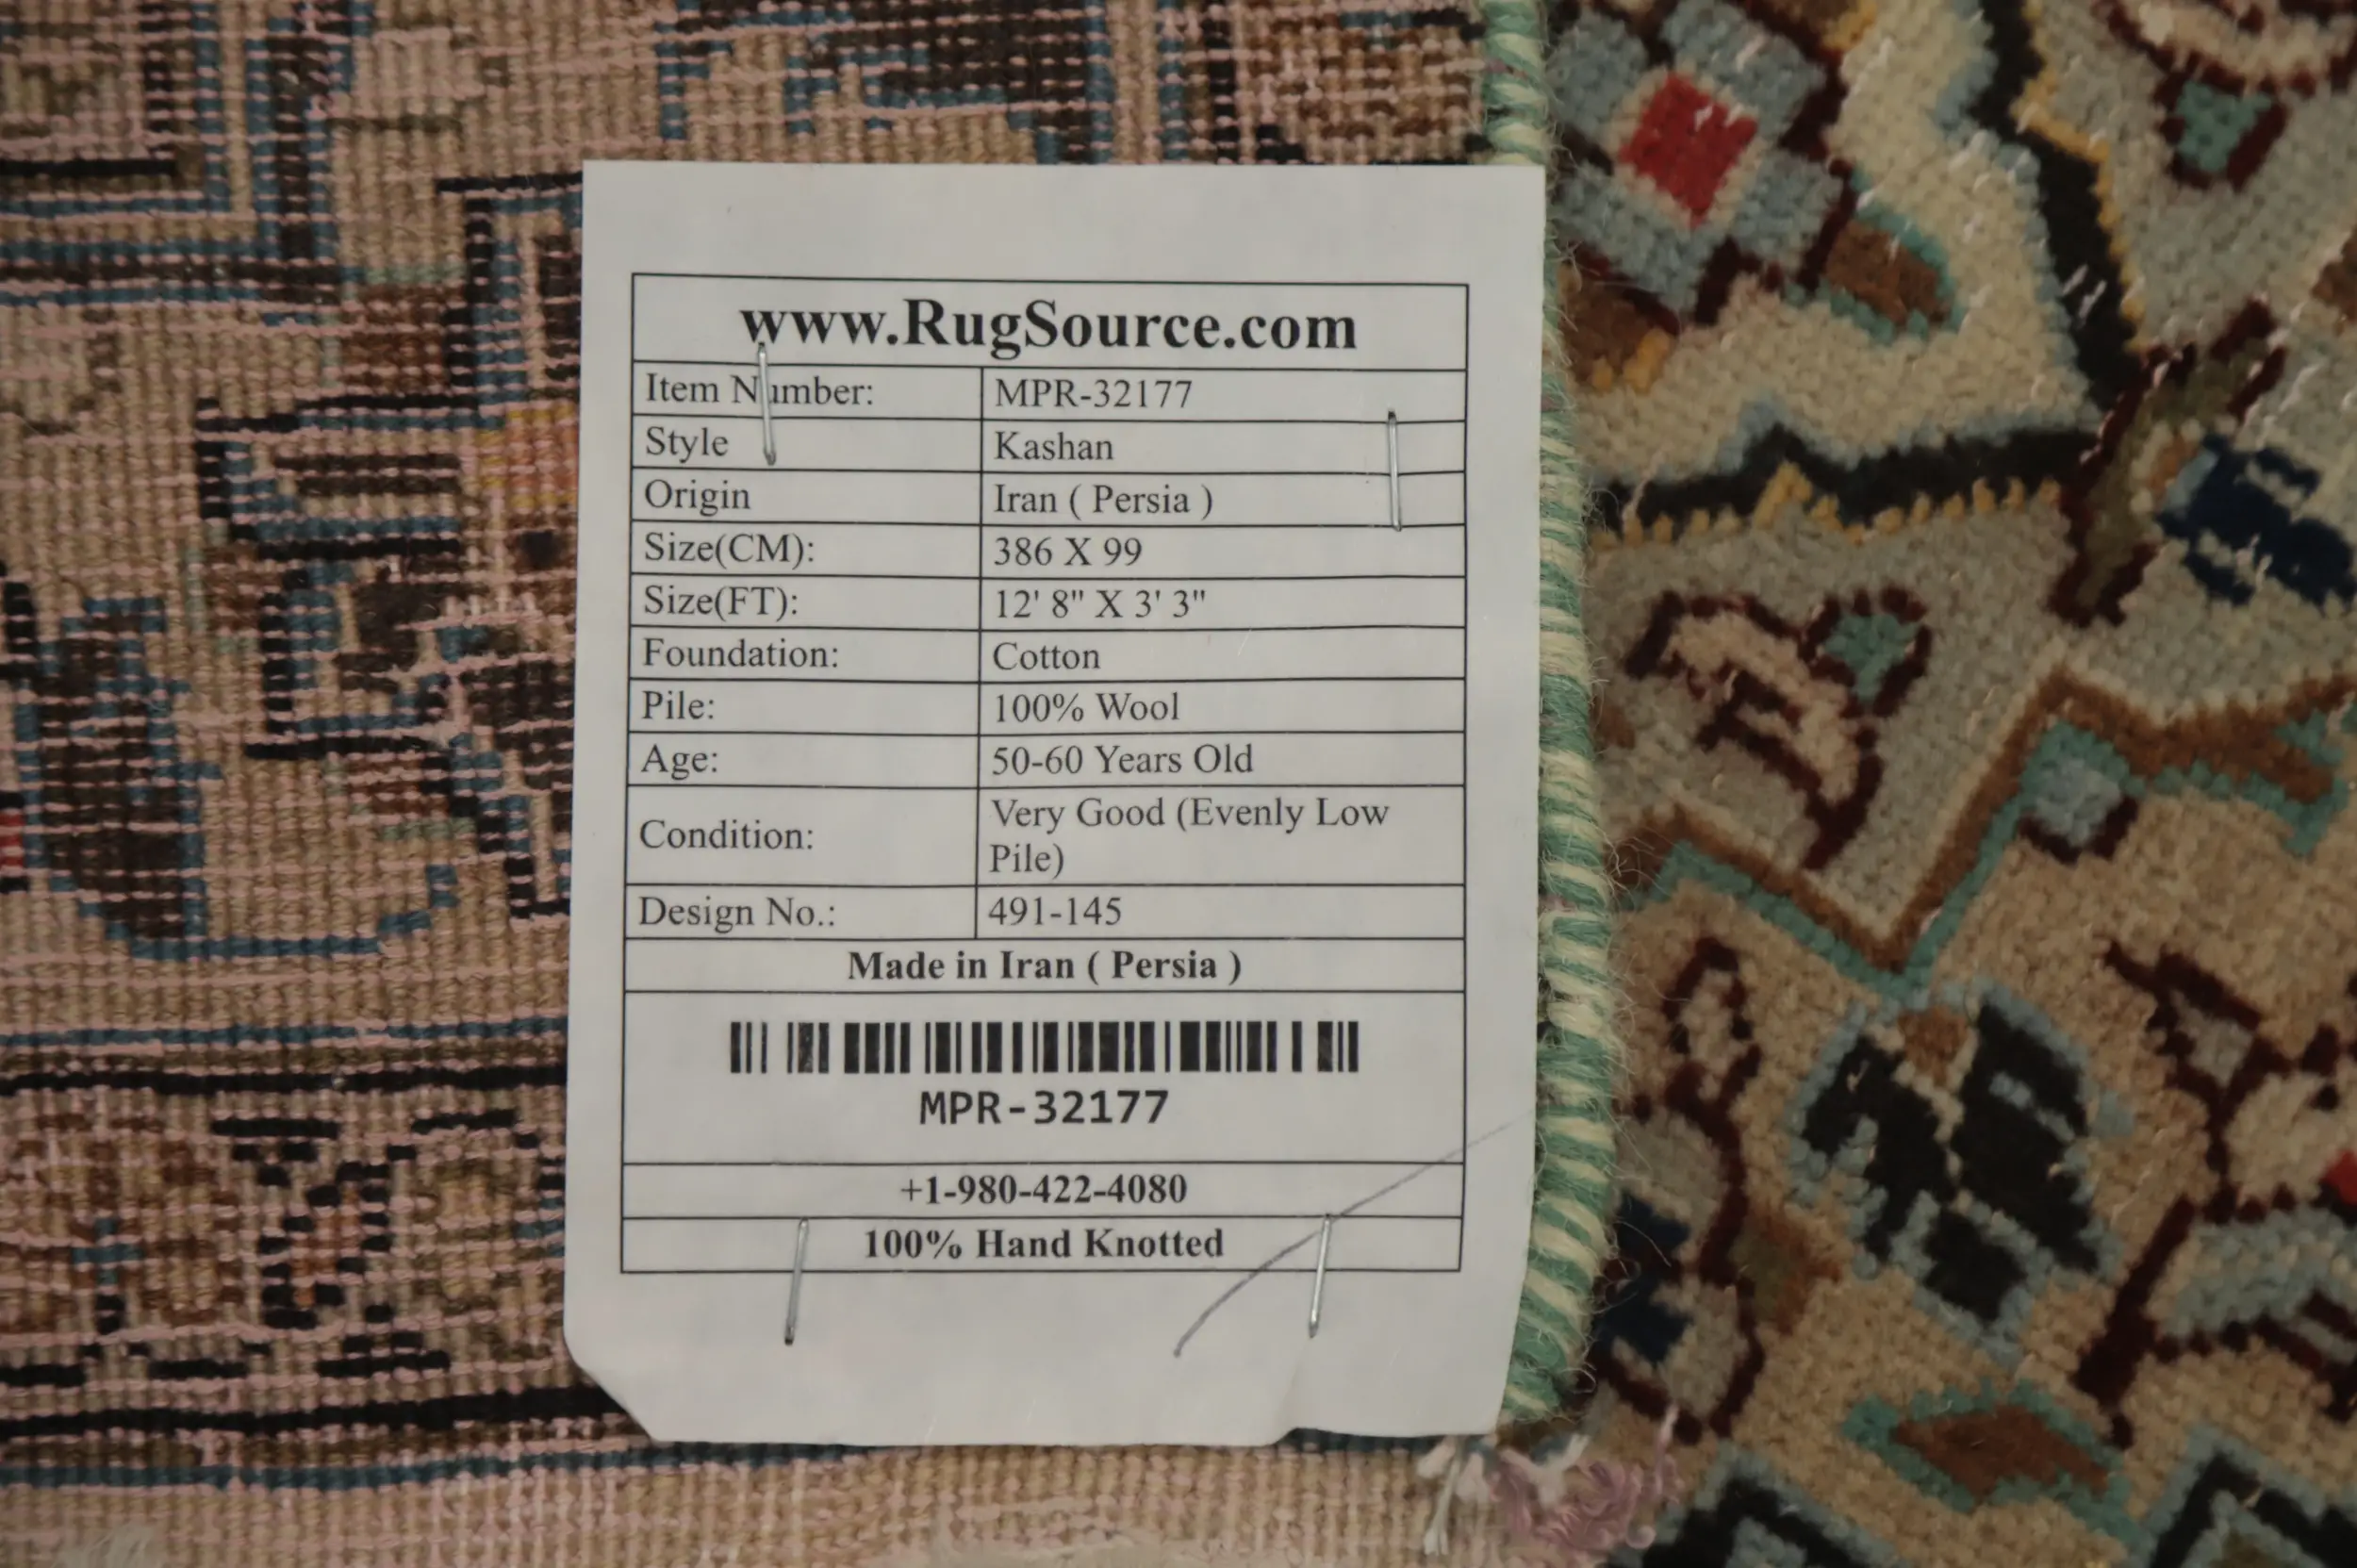 www.RugSource.com
Item Number: MPR-32177
Style Kashan
Origin Iran ( Persia )
Size(CM): 386 X 99
Size(FT): 12' 8" X 3' 3"
Foundation: Cotton
Pile: 100% Wool
Age: 50-60 Years Old
Condition: Very Good (Evenly Low
Pile)
Design No.: 491-145
Made in Iran ( Persia )
MPR-32177
+1-980-422-4080
100% Hand Knotted